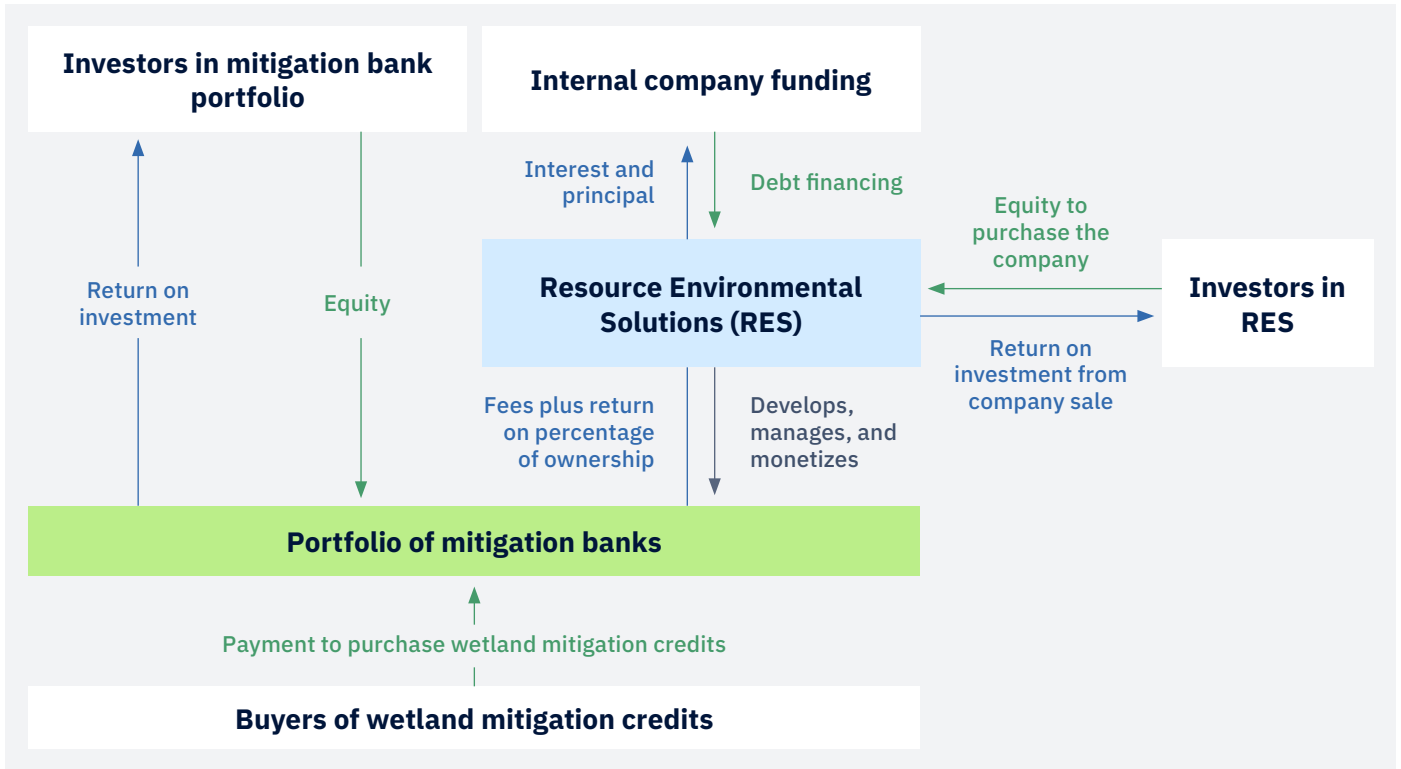 Investors in mitigation bank
portfolio
Internal company funding
Interest and
principal
Debt financing
Equity to
purchase the
company
Return on
investment
Equity
Resource Environmental
Solutions (RES)
Investors in
RES
Return on
investment from
company sale
Fees plus return
on percentage
of ownership
Develops,
manages, and
monetizes
Portfolio of mitigation banks
Payment to purchase wetland mitigation credits
Buyers of wetland mitigation credits